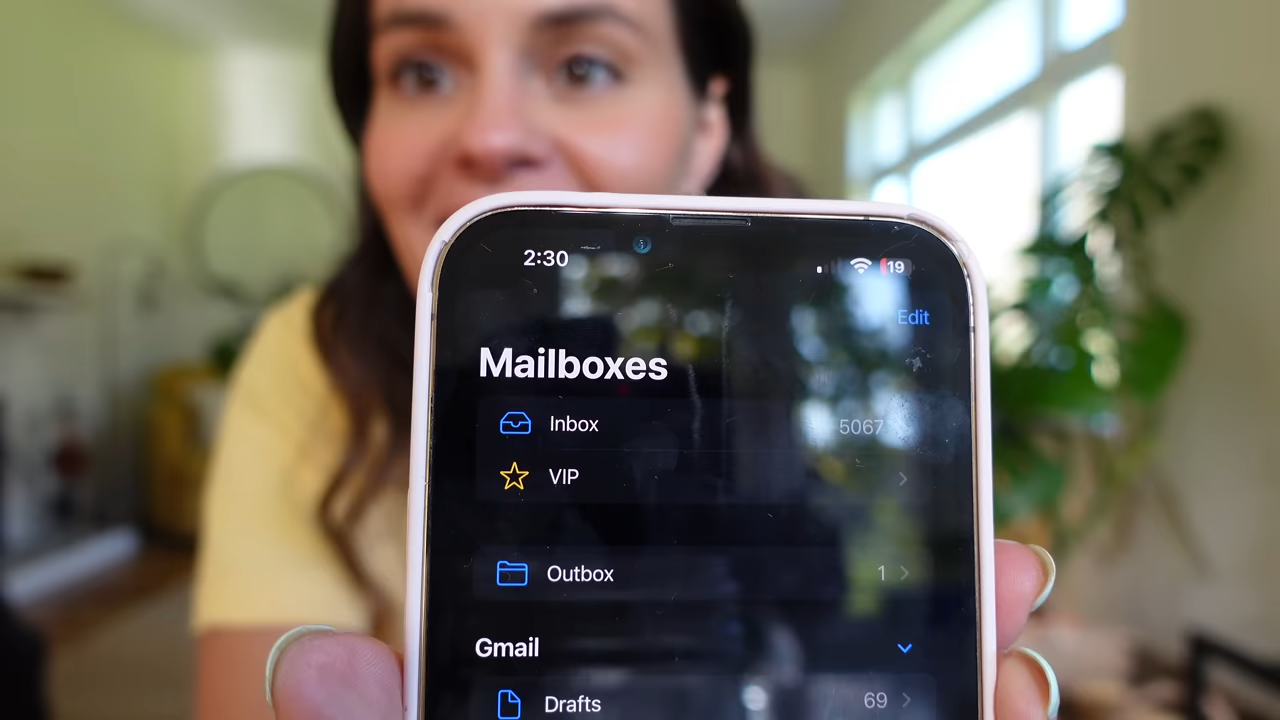 2:30 19
Edit
Mailboxes
Inbox 5067
VIP
Outbox 1
Gmail
Drafts 69